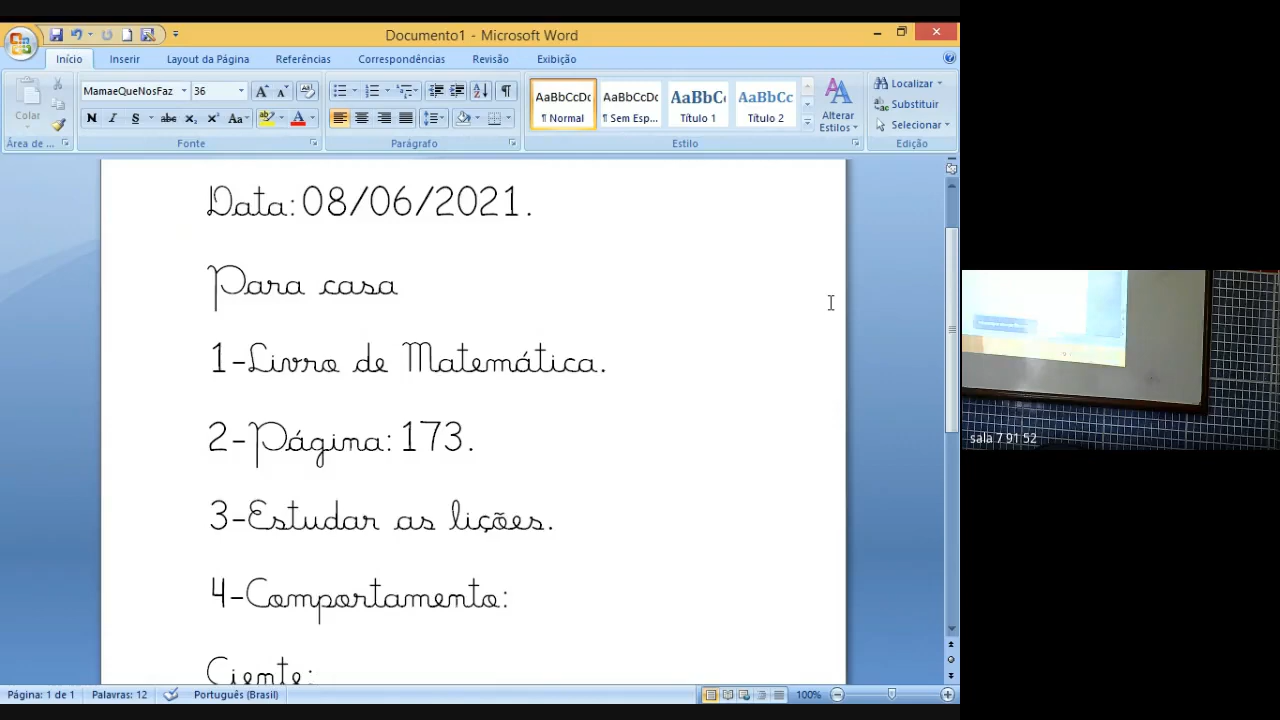 Documento1 - Microsoft Word
Início Inserir Layout da Página Referências Correspondências Revisão Exibição
MamaeQueNosFaz 36
AaBbCcDc AaBbCcDc AaBbC AaBbCc
Localizar
Substituir
Selecionar
Colar
¶ Normal ¶ Sem Esp... Título 1 Título 2
Alterar Estilos
Área de ... Fonte Parágrafo Estilo Edição
Data: 08/06/2021.
Para casa
1-Livro de Matemática.
2-Página: 173.
3-Estudar as lições.
4-Comportamento:
Ciente:
Página: 1 de 1 Palavras: 12 Português (Brasil) 100%
sala 7 91 52